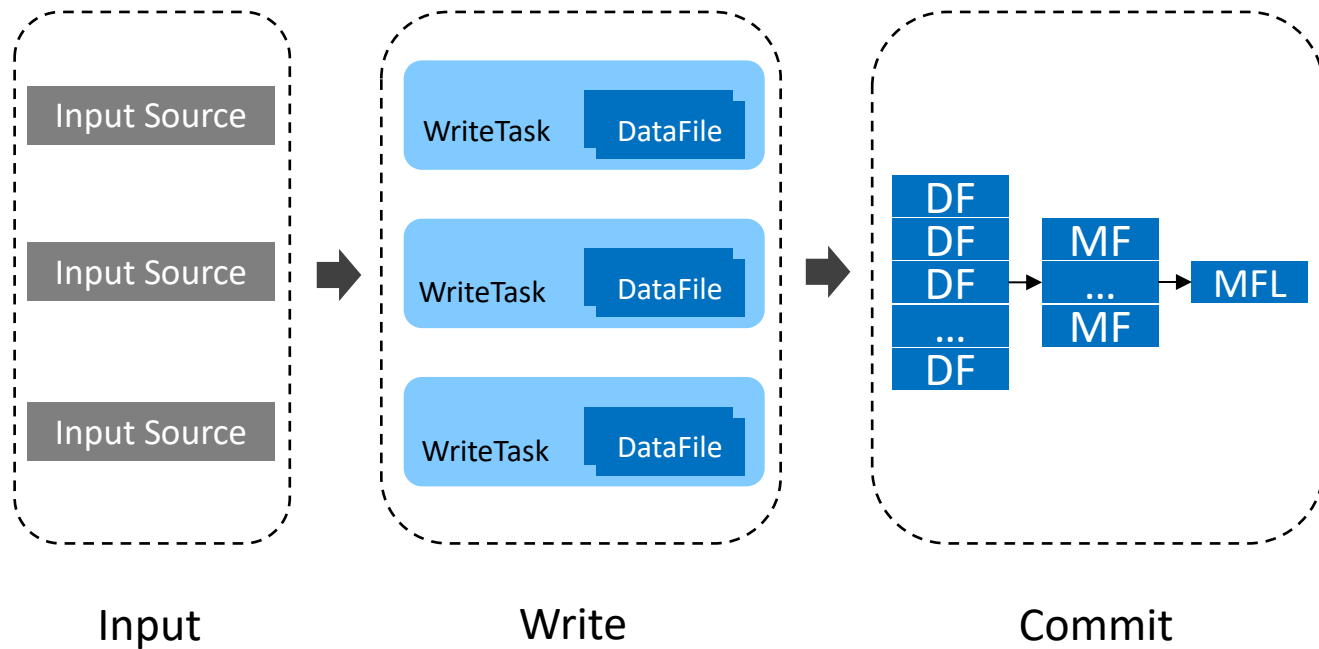 Input Source
Input Source
Input Source
WriteTask
DataFile
WriteTask
DataFile
WriteTask
DataFile
DF
DF
DF
...
DF
MF
...
MF
MFL
Input
Write
Commit